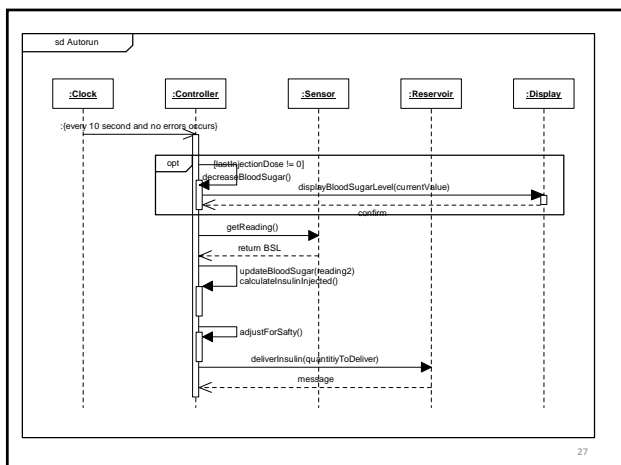 sd Autorun
:Clock
:Controller
:Sensor
:Reservoir
:Display
:{every 10 second and no errors occurs}
opt
[lastInjectionDose != 0]
decreaseBloodSugar()
displayBloodSugarLevel(currentValue)
confirm
getReading()
return BSL
updateBloodSugar(reading2)
calculateInsulinInjected()
adjustForSafty()
deliverInsulin(quantitiyToDeliver)
message
27